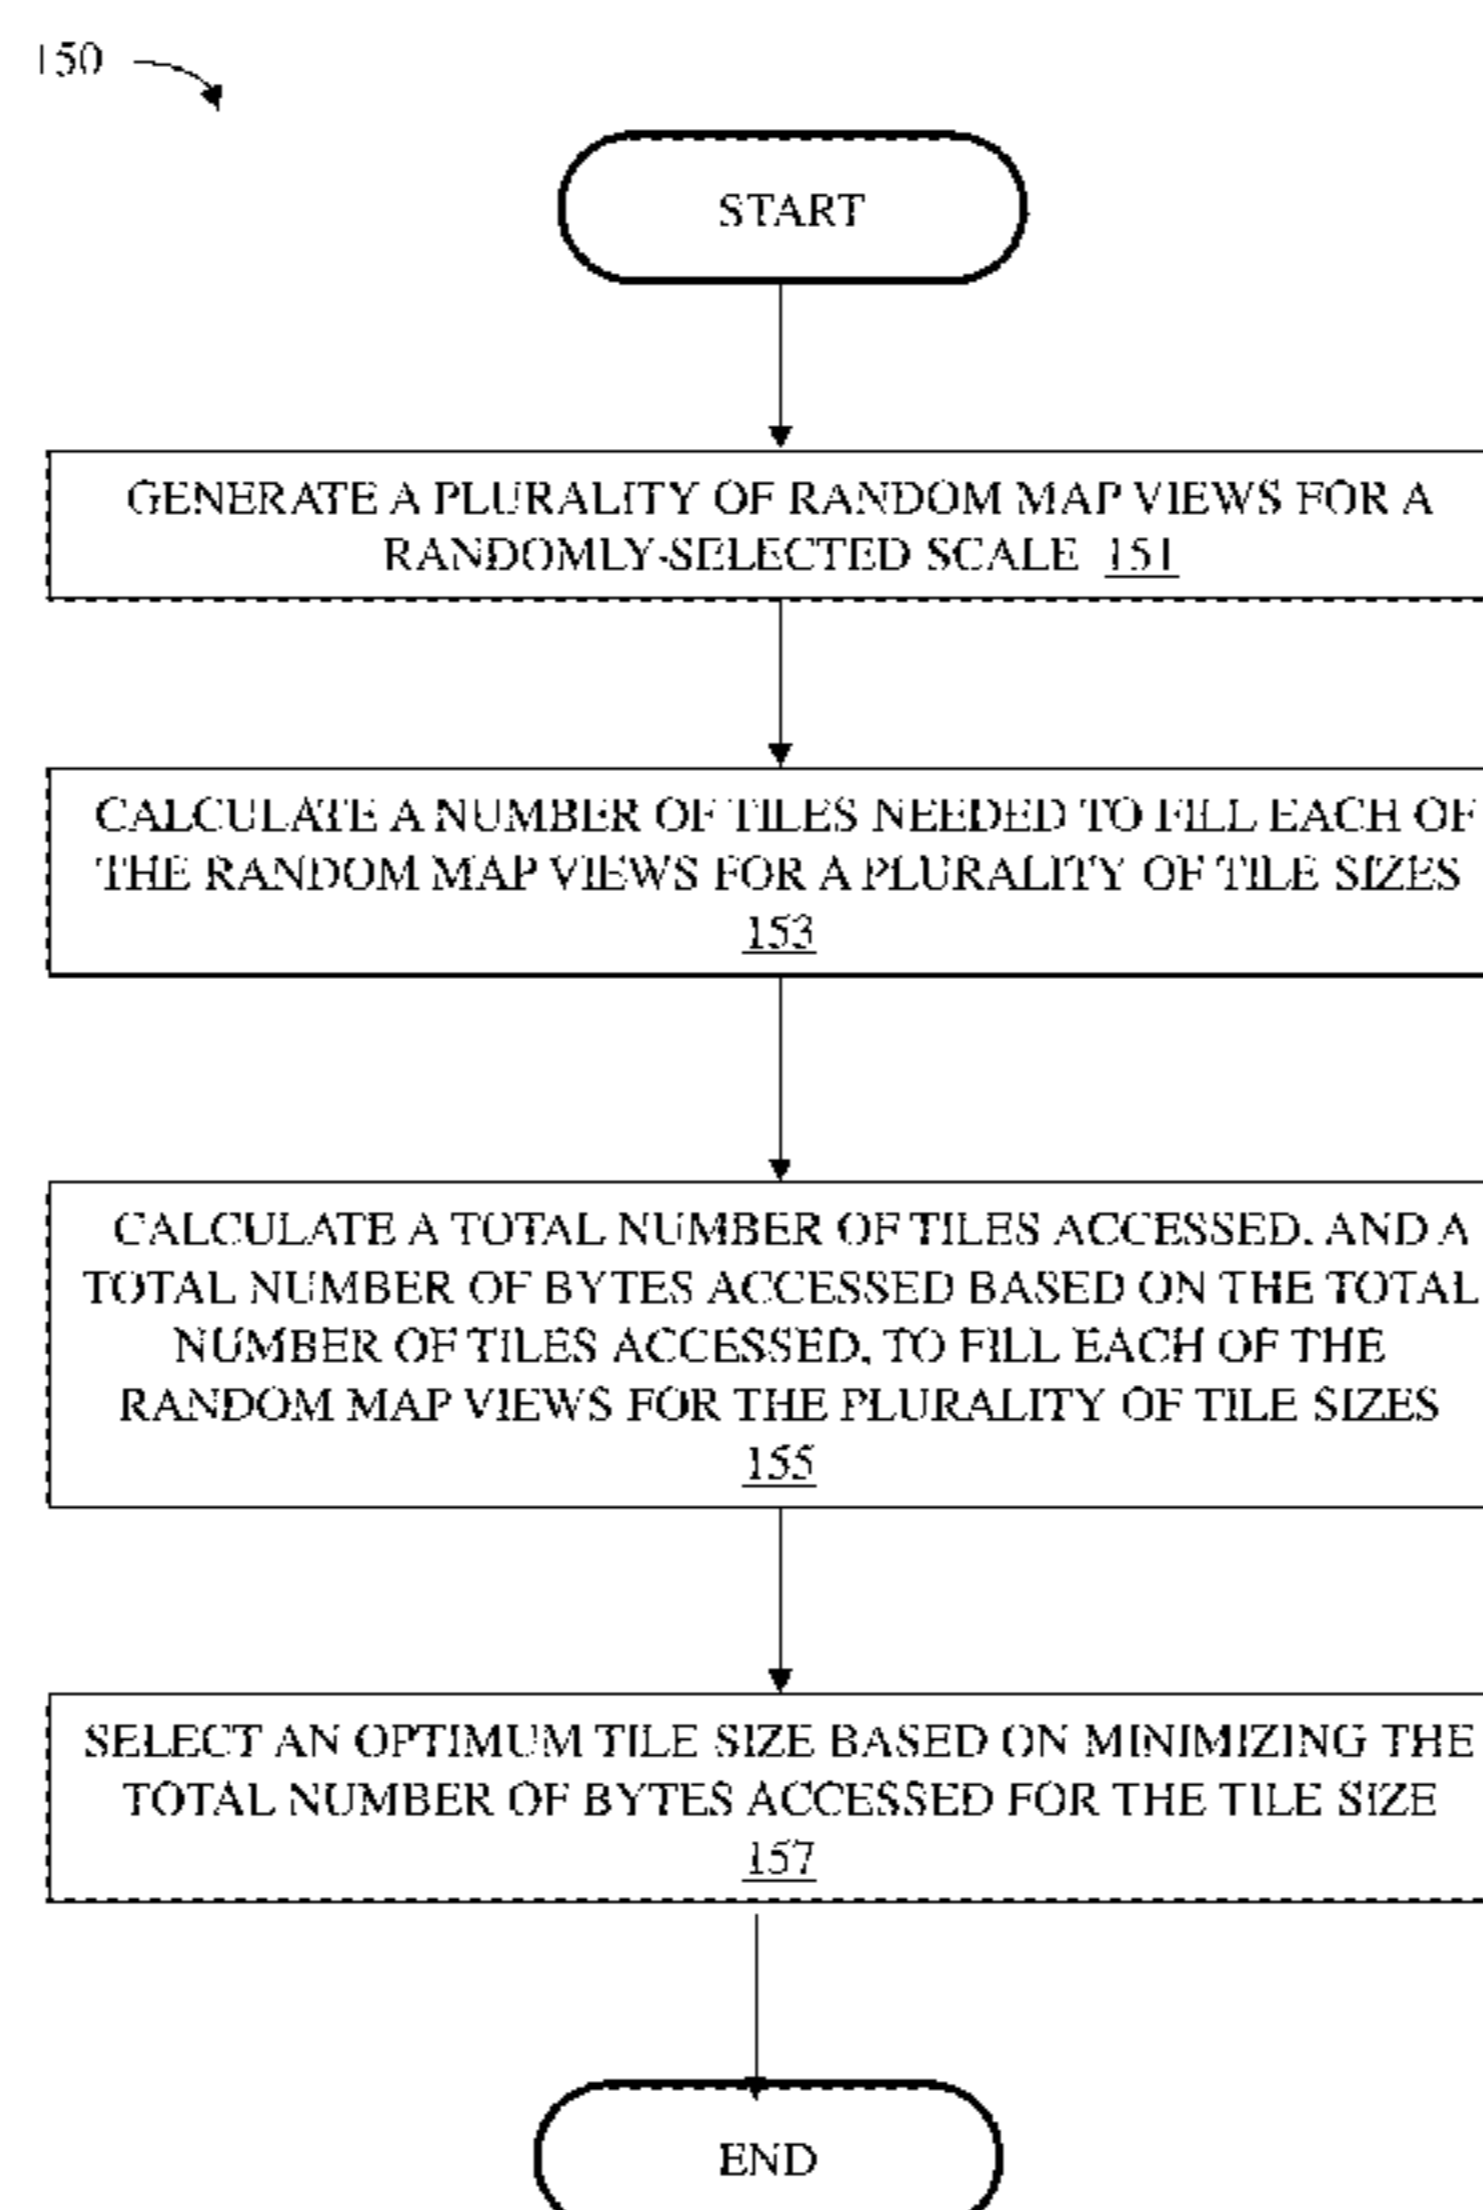 150
START
GENERATE A PLURALITY OF RANDOM MAP VIEWS FOR A
RANDOMLY-SELECTED SCALE 151
CALCULATE A NUMBER OF TILES NEEDED TO FILL EACH OF
THE RANDOM MAP VIEWS FOR A PLURALITY OF TILE SIZES
153
CALCULATE A TOTAL NUMBER OF TILES ACCESSED, AND A
TOTAL NUMBER OF BYTES ACCESSED BASED ON THE TOTAL
NUMBER OF TILES ACCESSED, TO FILL EACH OF THE
RANDOM MAP VIEWS FOR THE PLURALITY OF TILE SIZES
155
SELECT AN OPTIMUM TILE SIZE BASED ON MINIMIZING THE
TOTAL NUMBER OF BYTES ACCESSED FOR THE TILE SIZE
157
END